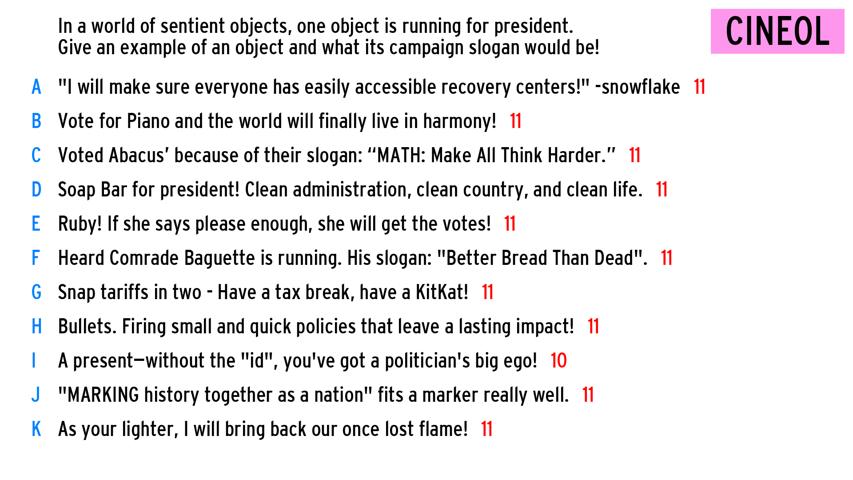 In a world of sentient objects, one object is running for president.
Give an example of an object and what its campaign slogan would be!
CINEOL
A "I will make sure everyone has easily accessible recovery centers!" -snowflake 11
B Vote for Piano and the world will finally live in harmony! 11
C Voted Abacus’ because of their slogan: “MATH: Make All Think Harder.” 11
D Soap Bar for president! Clean administration, clean country, and clean life. 11
E Ruby! If she says please enough, she will get the votes! 11
F Heard Comrade Baguette is running. His slogan: "Better Bread Than Dead". 11
G Snap tariffs in two - Have a tax break, have a KitKat! 11
H Bullets. Firing small and quick policies that leave a lasting impact! 11
I A present—without the "id", you've got a politician's big ego! 10
J "MARKING history together as a nation" fits a marker really well. 11
K As your lighter, I will bring back our once lost flame! 11